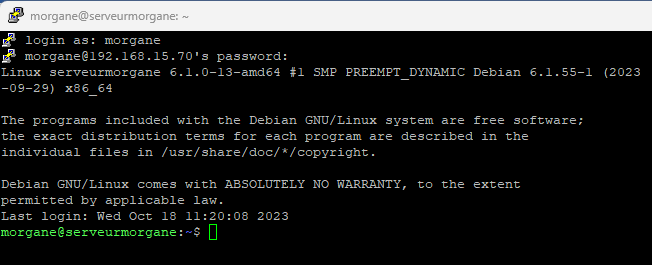 morgane@serveurmorgane: ~
login as: morgane
morgane@192.168.15.70's password:
Linux serveurmorgane 6.1.0-13-amd64 #1 SMP PREEMPT_DYNAMIC Debian 6.1.55-1 (2023
-09-29) x86_64
The programs included with the Debian GNU/Linux system are free software;
the exact distribution terms for each program are described in the
individual files in /usr/share/doc/*/copyright.
Debian GNU/Linux comes with ABSOLUTELY NO WARRANTY, to the extent
permitted by applicable law.
Last login: Wed Oct 18 11:20:08 2023
morgane@serveurmorgane:~$